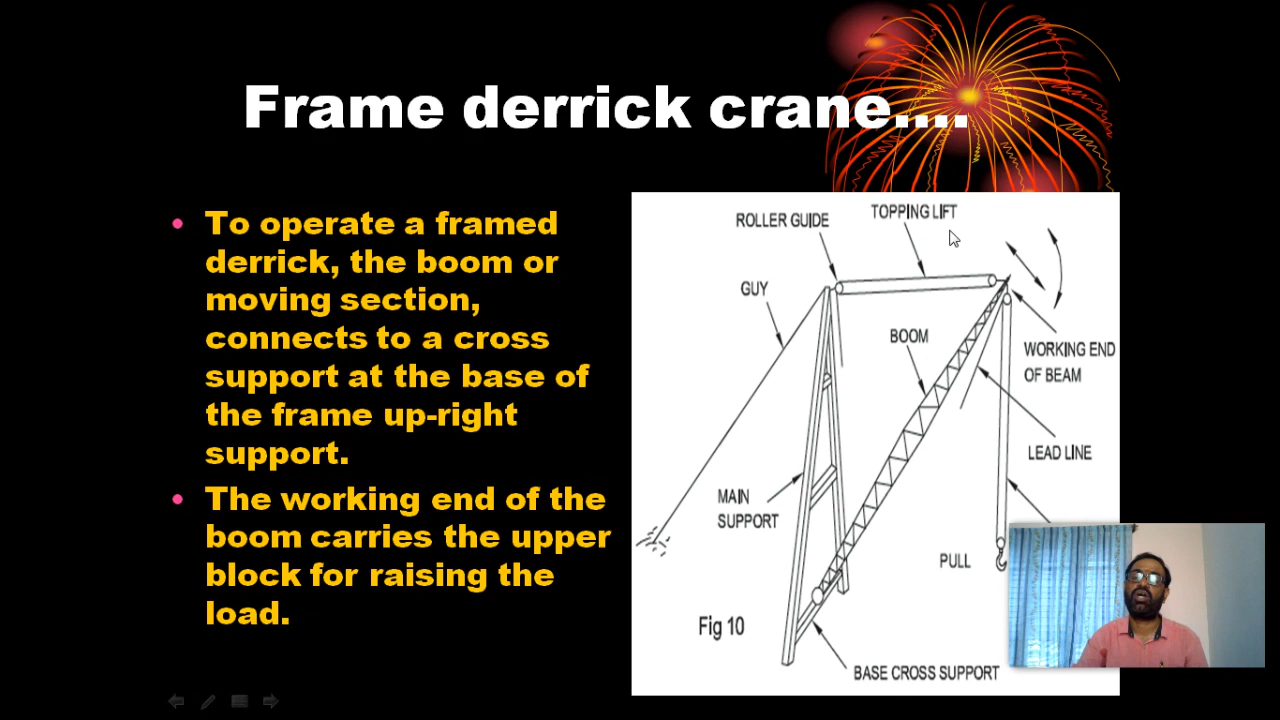 Frame derrick crane....
• To operate a framed
derrick, the boom or
moving section,
connects to a cross
support at the base of
the frame up-right
support.
• The working end of the
boom carries the upper
block for raising the
load.
ROLLER GUIDE
TOPPING LIFT
GUY
BOOM
WORKING END
OF BEAM
LEAD LINE
MAIN
SUPPORT
PULL
Fig 10
BASE CROSS SUPPORT